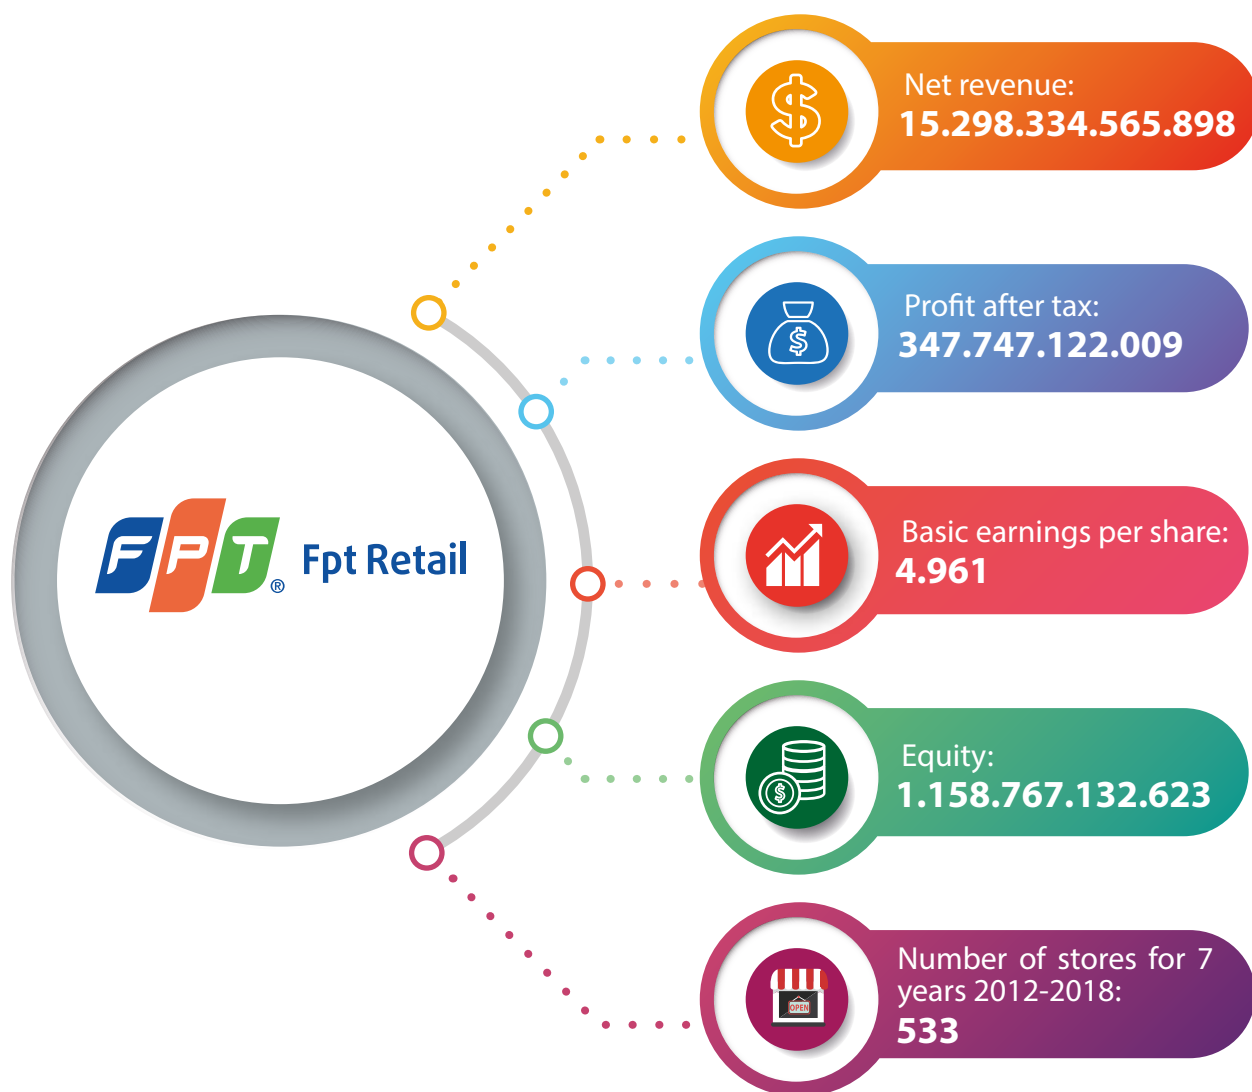 Net revenue:
15.298.334.565.898
Profit after tax:
347.747.122.009
FPT® Fpt Retail
Basic earnings per share:
4.961
Equity:
1.158.767.132.623
Number of stores for 7
years 2012-2018:
533
OPEN